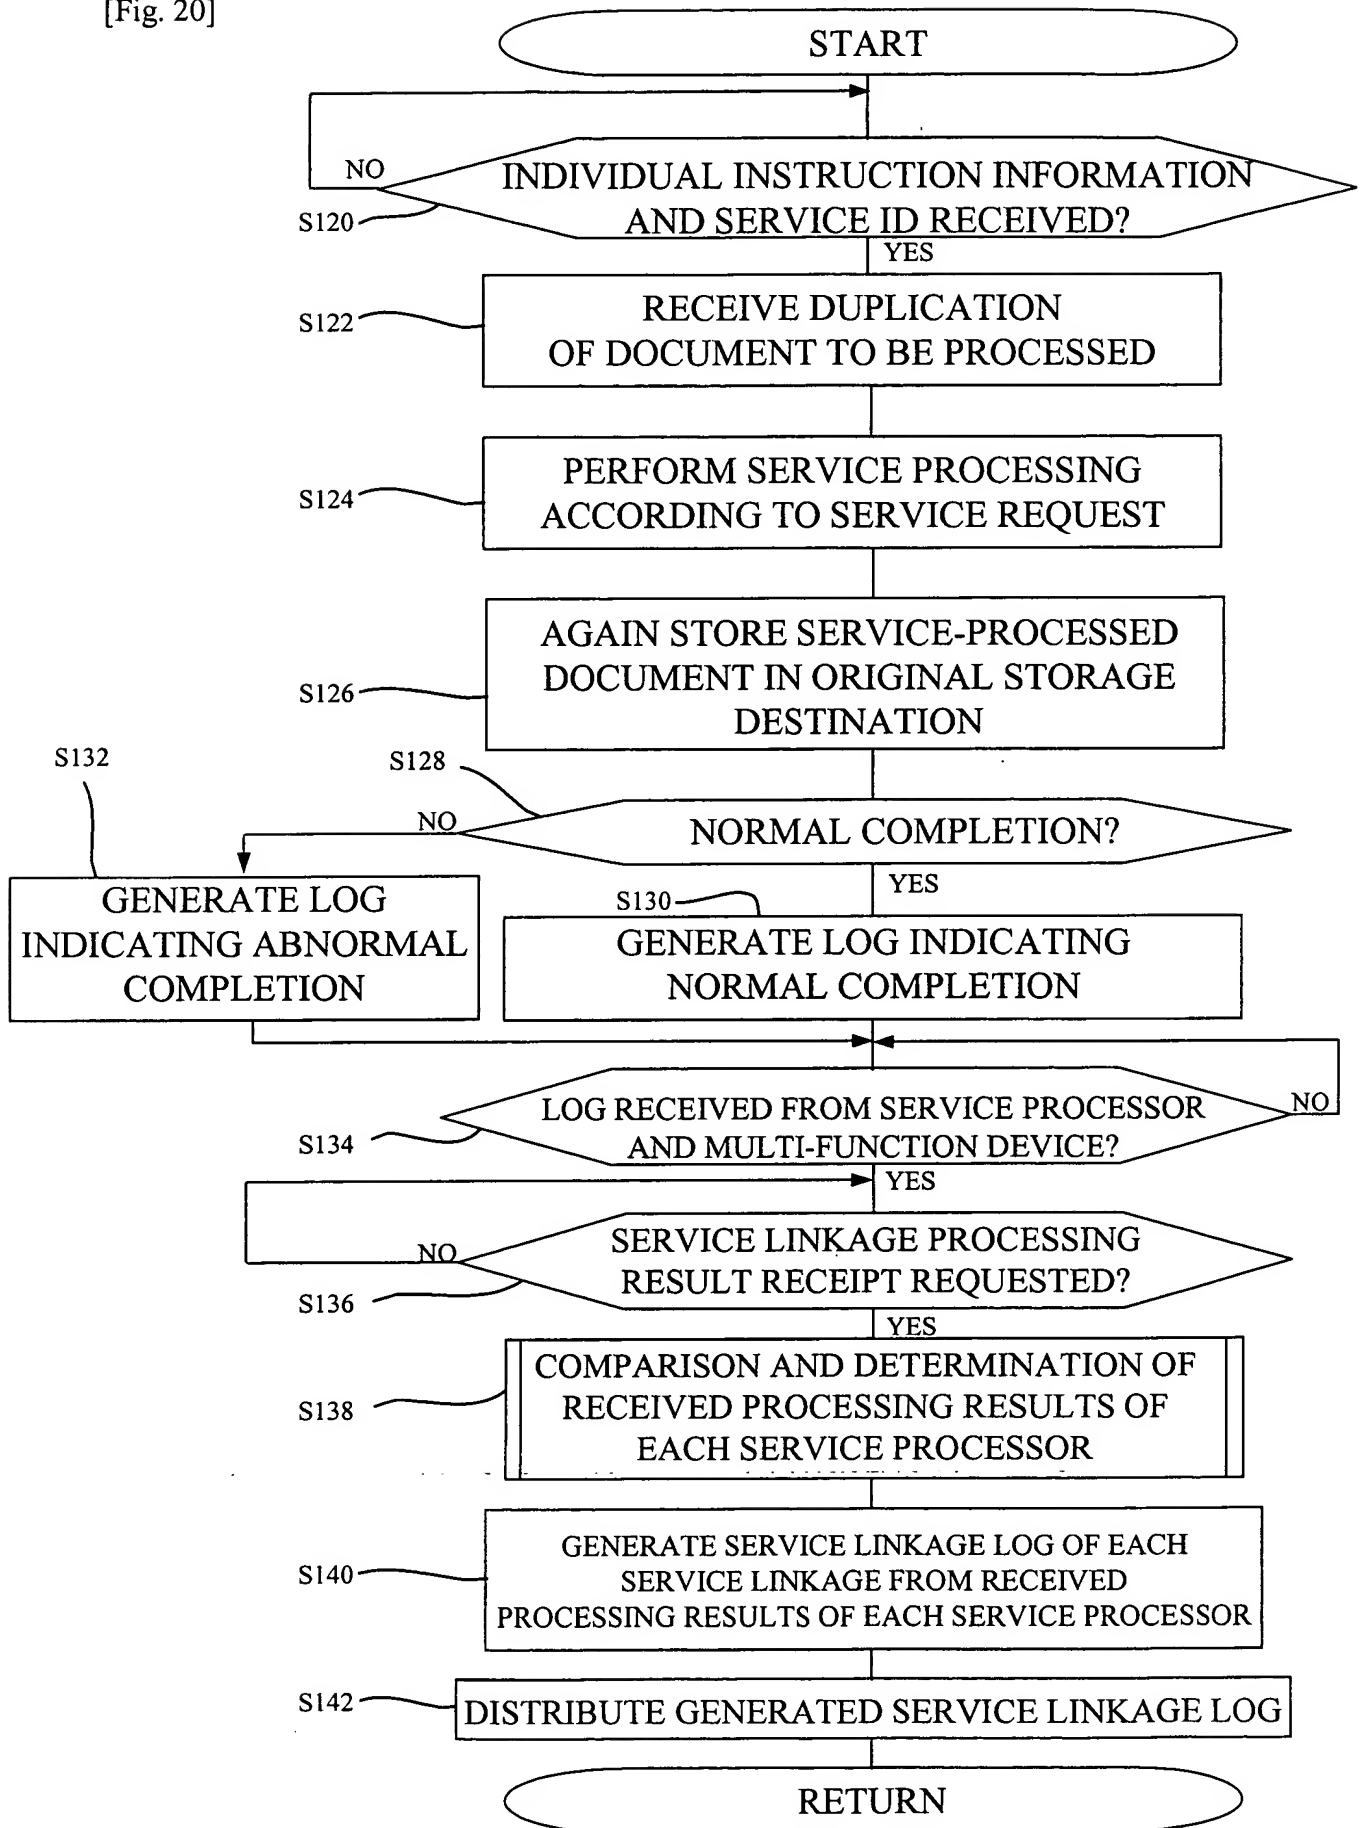 [Fig. 20]
START
NO
INDIVIDUAL INSTRUCTION INFORMATION
AND SERVICE ID RECEIVED?
S120
YES
RECEIVE DUPLICATION
OF DOCUMENT TO BE PROCESSED
S122
PERFORM SERVICE PROCESSING
ACCORDING TO SERVICE REQUEST
S124
AGAIN STORE SERVICE-PROCESSED
DOCUMENT IN ORIGINAL STORAGE
DESTINATION
S126
S132
S128
NO
NORMAL COMPLETION?
YES
GENERATE LOG
INDICATING ABNORMAL
COMPLETION
S130
GENERATE LOG INDICATING
NORMAL COMPLETION
LOG RECEIVED FROM SERVICE PROCESSOR
AND MULTI-FUNCTION DEVICE?
NO
S134
YES
SERVICE LINKAGE PROCESSING
RESULT RECEIPT REQUESTED?
NO
S136
YES
COMPARISON AND DETERMINATION OF
RECEIVED PROCESSING RESULTS OF
EACH SERVICE PROCESSOR
S138
GENERATE SERVICE LINKAGE LOG OF EACH
SERVICE LINKAGE FROM RECEIVED
PROCESSING RESULTS OF EACH SERVICE PROCESSOR
S140
S142
DISTRIBUTE GENERATED SERVICE LINKAGE LOG
RETURN